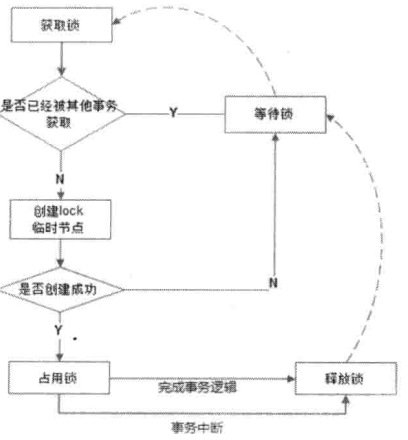 获取锁
是否已经被其他事务
获取
Y
等待锁
N
创建lock
临时节点
是否创建成功
N
Y
占用锁
完成事务逻辑
释放锁
事务中断